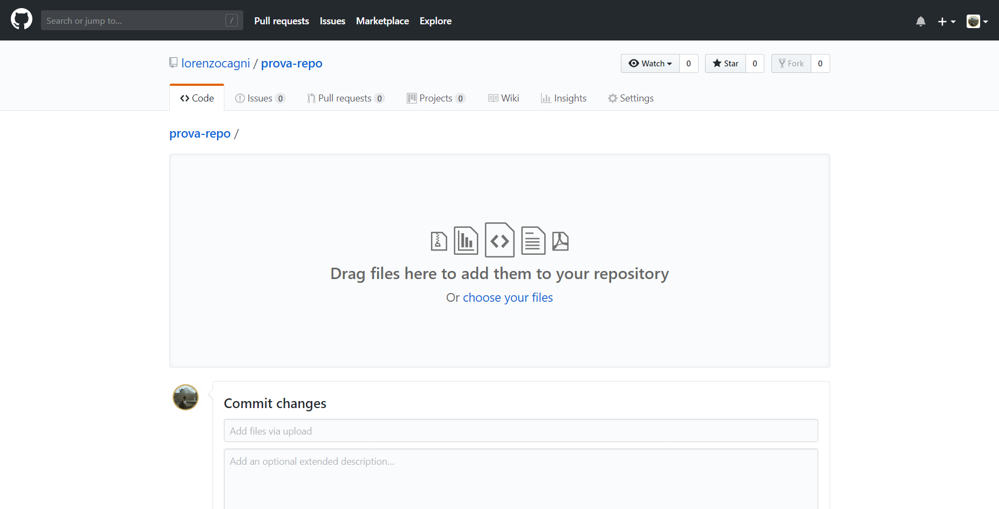 Search or jump to... /
Pull requests Issues Marketplace Explore
lorenzocagni / prova-repo
Watch 0 Star 0 Fork 0
Code Issues 0 Pull requests 0 Projects 0 Wiki Insights Settings
prova-repo /
Drag files here to add them to your repository
Or choose your files
Commit changes
Add files via upload
Add an optional extended description...